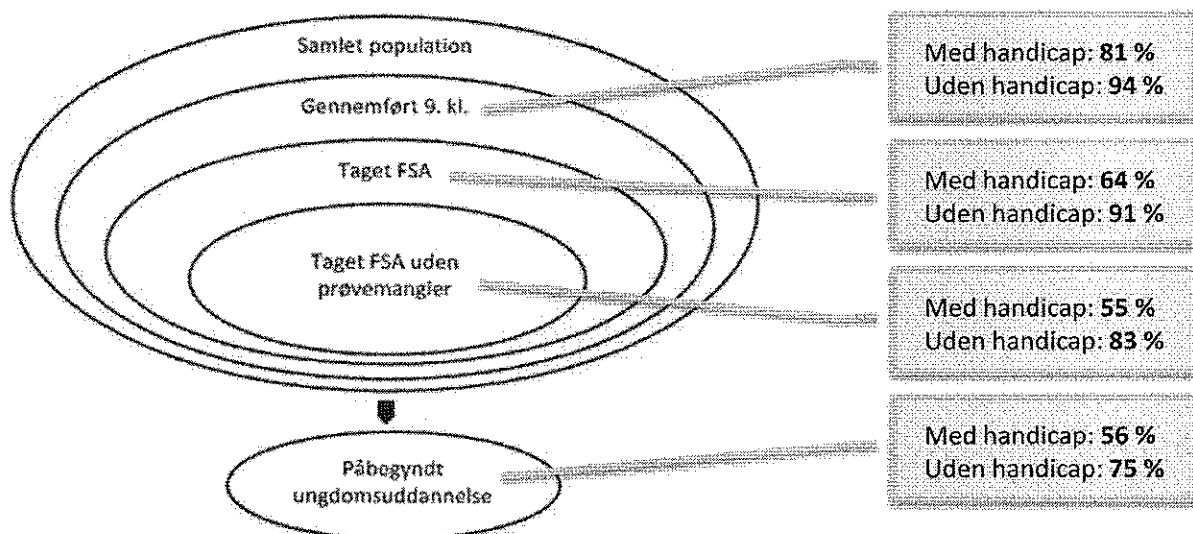 Samlet population
Gennemført 9. kl.
Taget FSA
Taget FSA uden
prøvemangler
Påbegyndt
ungdomsuddannelse
Med handicap: 81 %
Uden handicap: 94 %
Med handicap: 64 %
Uden handicap: 91 %
Med handicap: 55 %
Uden handicap: 83 %
Med handicap: 56 %
Uden handicap: 75 %